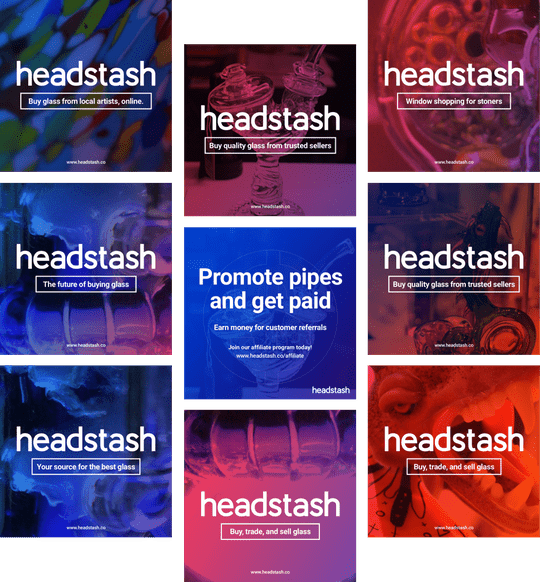 headstash
Buy glass from local artists, online.
www.headstash.co
headstash
The future of buying glass
www.headstash.co
headstash
Your source for the best glass
www.headstash.co
headstash
Buy quality glass from trusted sellers
www.headstash.co
Promote pipes
and get paid
Earn money for customer referrals
Join our affiliate program today!
www.headstash.co/affiliate
headstash
headstash
Buy, trade, and sell glass
www.headstash.co
headstash
Window shopping for stoners
www.headstash.co
headstash
Buy quality glass from trusted sellers
www.headstash.co
headstash
Buy, trade, and sell glass
www.headstash.co